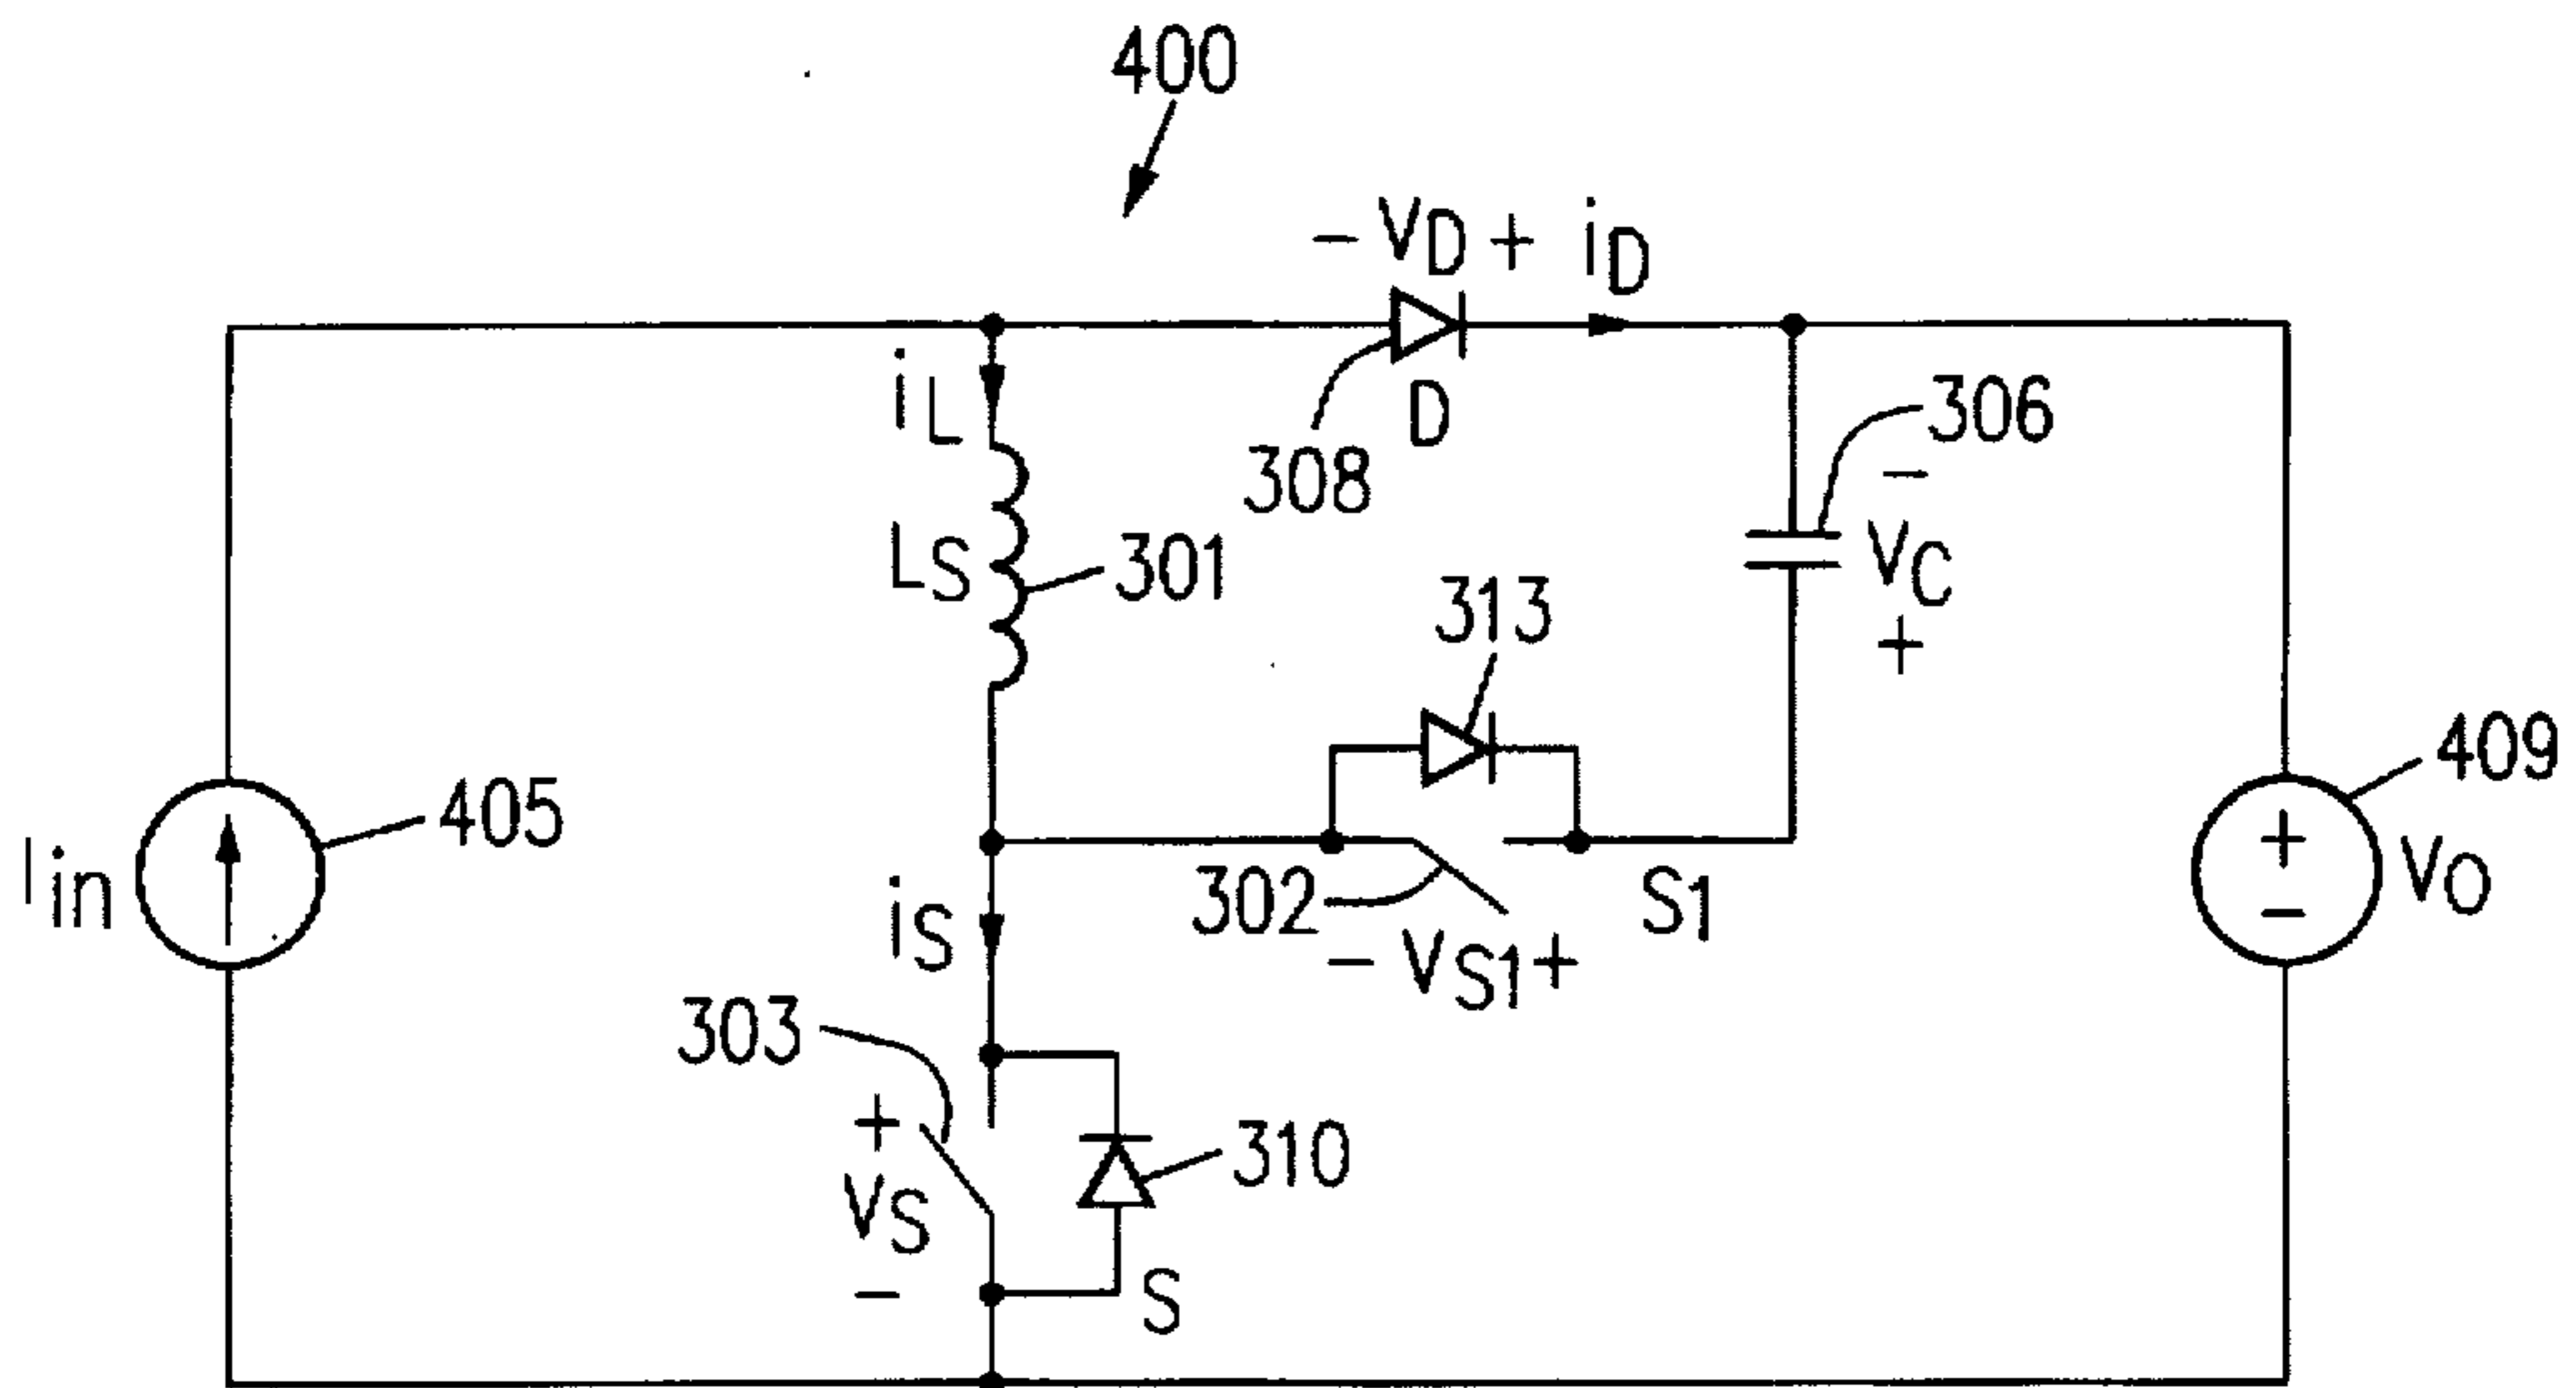 400
− VD + iD
iL
D
308
306
−
VC
+
LS
301
313
409
405
Iin
+
−
VO
302
S1
iS
− VS1 +
303
+
VS
−
310
S